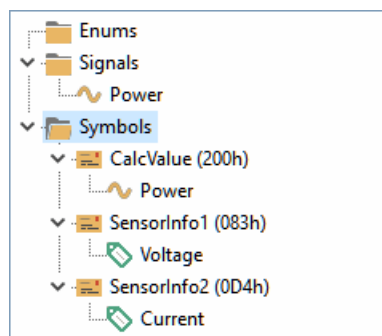 Enums
Signals
Power
Symbols
CalcValue (200h)
Power
SensorInfo1 (083h)
Voltage
SensorInfo2 (0D4h)
Current